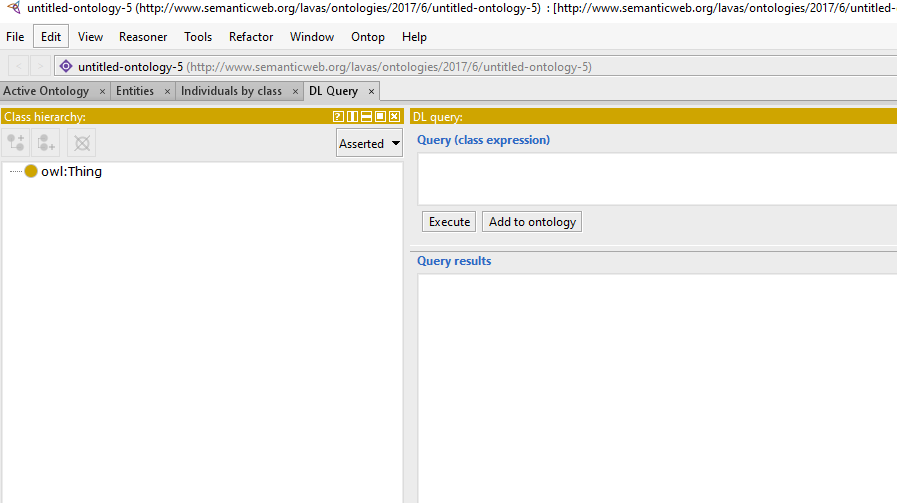 untitled-ontology-5 (http://www.semanticweb.org/lavas/ontologies/2017/6/untitled-ontology-5) : [http://www.semanticweb.org/lavas/ontologies/2017/6/untitled-
File Edit View Reasoner Tools Refactor Window Ontop Help
< > untitled-ontology-5 (http://www.semanticweb.org/lavas/ontologies/2017/6/untitled-ontology-5)
Active Ontology × Entities × Individuals by class × DL Query ×
Class hierarchy:
Asserted
owl:Thing
DL query:
Query (class expression)
Execute Add to ontology
Query results